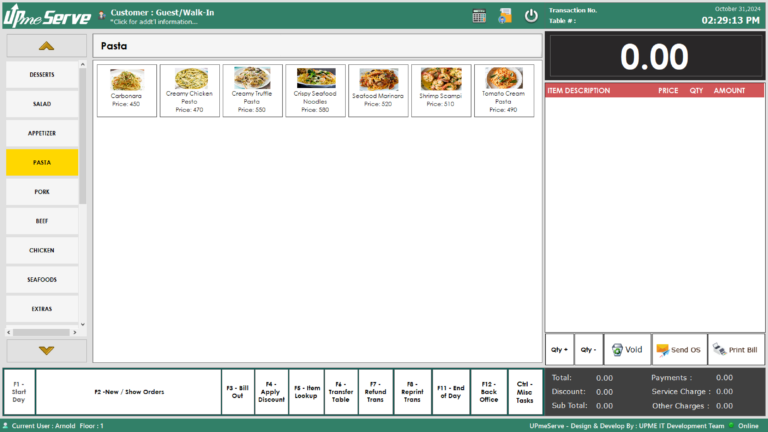 UPme Serve
Customer : Guest/Walk-In
*Click for addt'l information...
Transaction No.
Table # :
October 31,2024
02:29:13 PM
DESSERTS
SALAD
APPETIZER
PASTA
PORK
BEEF
CHICKEN
SEAFOODS
EXTRAS
Pasta
Carbonara
Price: 450
Creamy Chicken
Pesto
Price: 470
Creamy Truffle
Pasta
Price: 550
Crispy Seafood
Noodles
Price: 580
Seafood Marinara
Price: 520
Shrimp Scampi
Price: 510
Tomato Cream
Pasta
Price: 490
0.00
ITEM DESCRIPTION PRICE QTY AMOUNT
Qty +
Qty -
Void
Send OS
Print Bill
F1 -
Start
Day
F2 -New / Show Orders
F3 - Bill
Out
F4 -
Apply
Discount
F5 - Item
Lookup
F6 -
Transfer
Table
F7 -
Refund
Trans
F8 -
Reprint
Trans
F11 - End
of Day
F12 -
Back
Office
Ctrl -
Misc
Tasks
Total: 0.00 Payments : 0.00
Discount: 0.00 Service Charge : 0.00
Sub Total: 0.00 Other Charges : 0.00
Current User : Arnold Floor : 1
UPmeServe - Design & Develop By : UPME IT Development Team Online